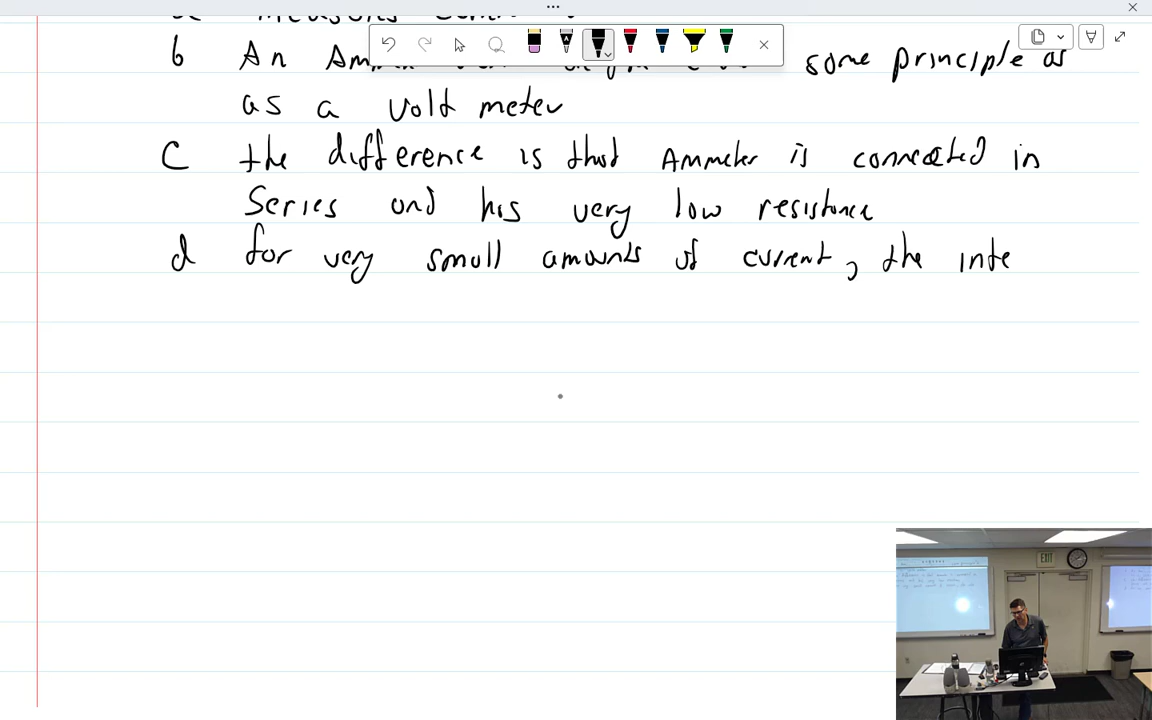 b An some principle as
as a volt meter
C the difference is that Ammeter is connected in
Series and has very low resistance
d for very small amounts of current, the inte
EXIT